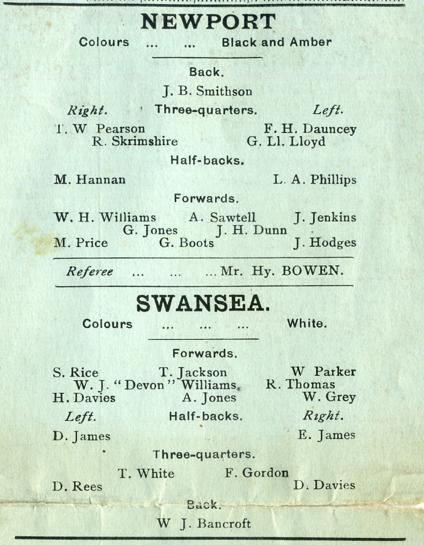 NEWPORT
Colours ... ... Black and Amber
Back.
J. B. Smithson
Right. Three-quarters. Left.
T. W Pearson F. H. Dauncey
R. Skrimshire G. Ll. Lloyd
Half-backs.
M. Hannan L. A. Phillips
Forwards.
W. H. Williams A. Sawtell J. Jenkins
G. Jones J. H. Dunn
M. Price G. Boots J. Hodges
Referee ... ... ... Mr. Hy. BOWEN.
SWANSEA.
Colours ... ... ... White.
Forwards.
S. Rice T. Jackson W Parker
W. J. "Devon" Williams, R. Thomas
H. Davies A. Jones W. Grey
Left. Half-backs. Right.
D. James E. James
Three-quarters.
T. White F. Gordon
D. Rees D. Davies
Back.
W J. Bancroft